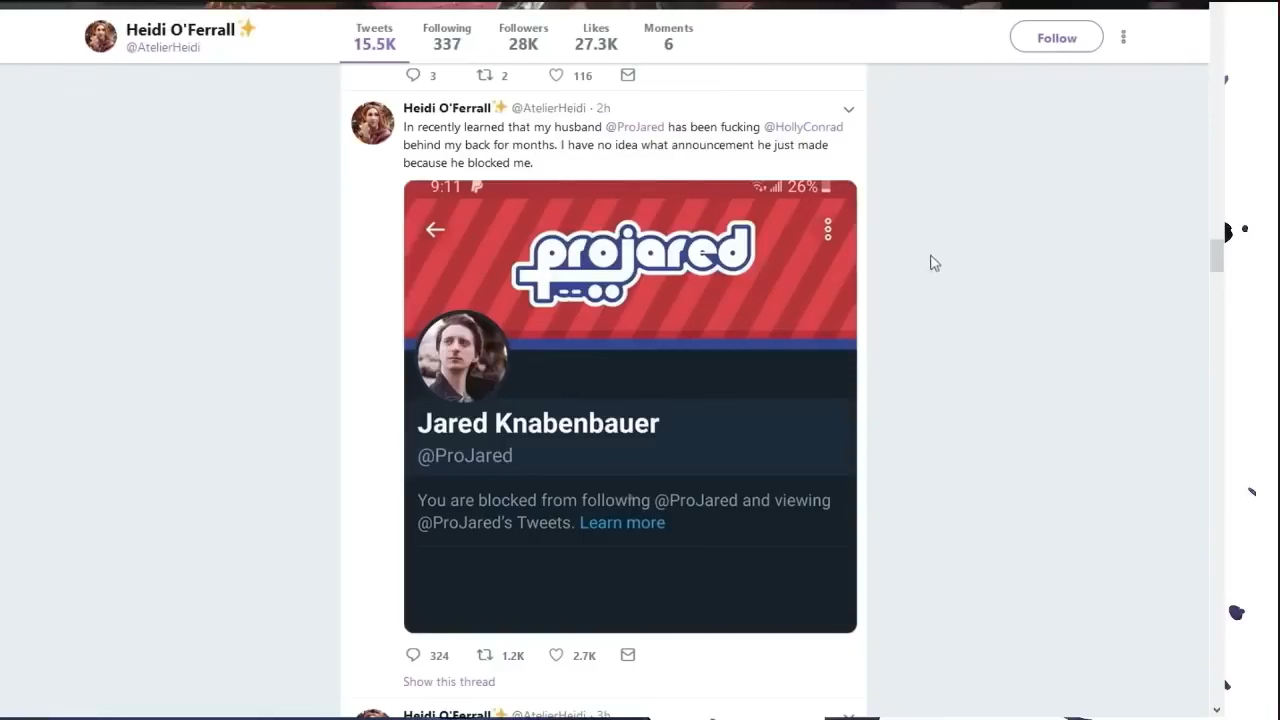 Heidi O'Ferrall✨
@AtelierHeidi
Tweets
15.5K
Following
337
Followers
28K
Likes
27.3K
Moments
6
Follow
3 2 116
Heidi O'Ferrall✨ @AtelierHeidi · 2h
In recently learned that my husband @ProJared has been fucking @HollyConrad
behind my back for months. I have no idea what announcement he just made
because he blocked me.
9:11 26%
projared
Jared Knabenbauer
@ProJared
You are blocked from following @ProJared and viewing
@ProJared's Tweets. Learn more
324 1.2K 2.7K
Show this thread
Heidi O'Ferrall✨ @AtelierHeidi · 3h